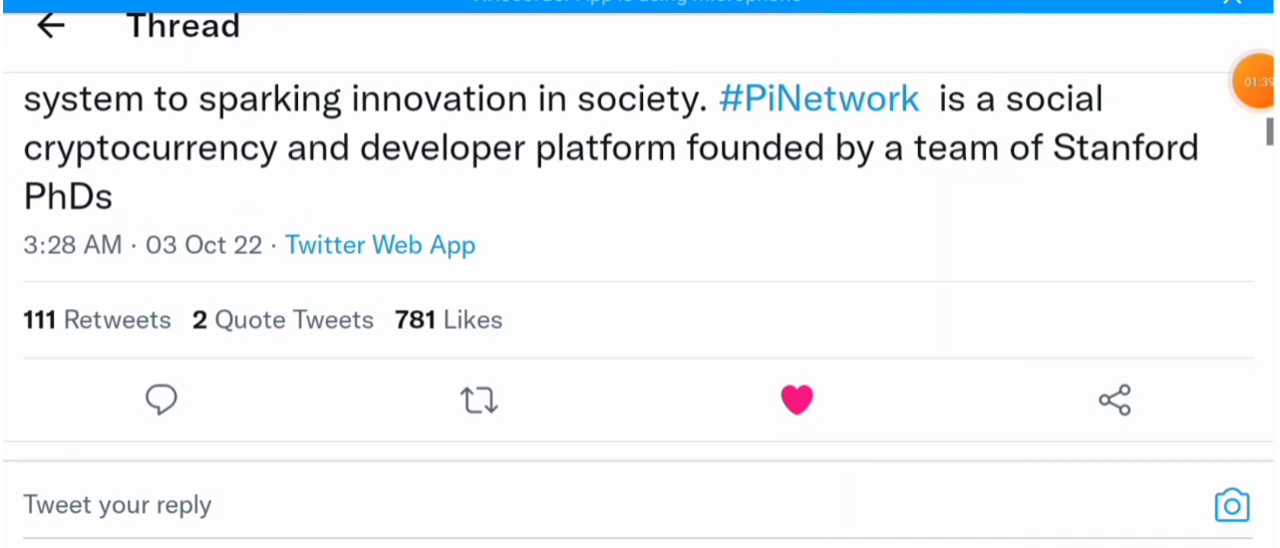 Thread
01:39
system to sparking innovation in society. #PiNetwork is a social
cryptocurrency and developer platform founded by a team of Stanford
PhDs
3:28 AM · 03 Oct 22 · Twitter Web App
111 Retweets 2 Quote Tweets 781 Likes
Tweet your reply